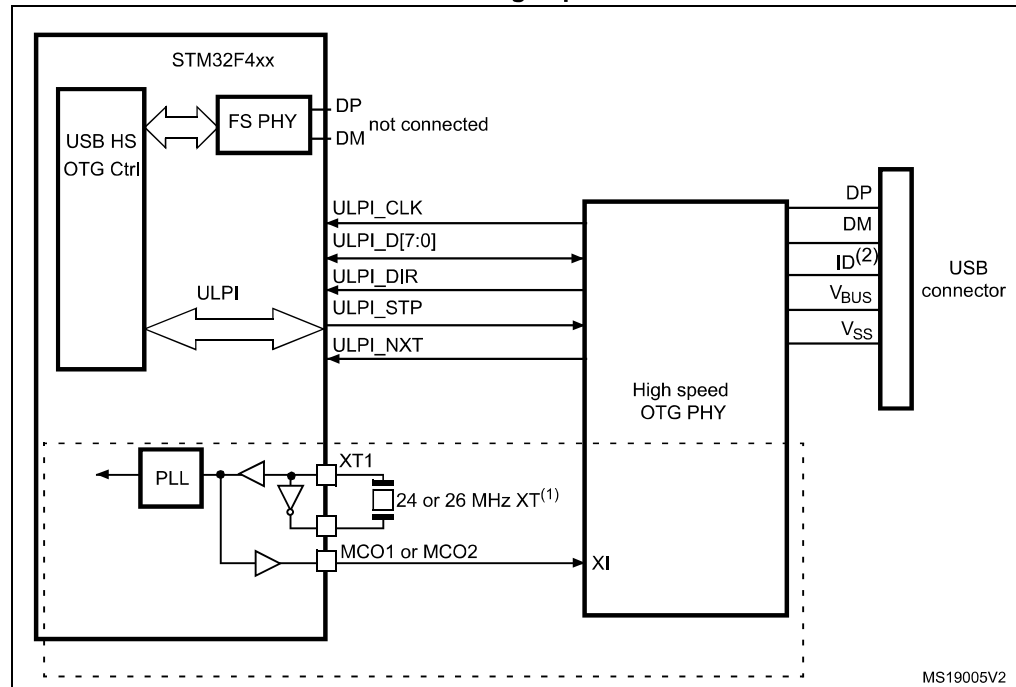 STM32F4xx
USB HS
OTG Ctrl
FS PHY
DP
DM
not connected
ULPI_CLK
ULPI_D[7:0]
ULPI_DIR
ULPI_STP
ULPI_NXT
ULPI
High speed
OTG PHY
DP
DM
ID(2)
VBUS
VSS
USB
connector
PLL
XT1
24 or 26 MHz XT(1)
MCO1 or MCO2
XI
MS19005V2